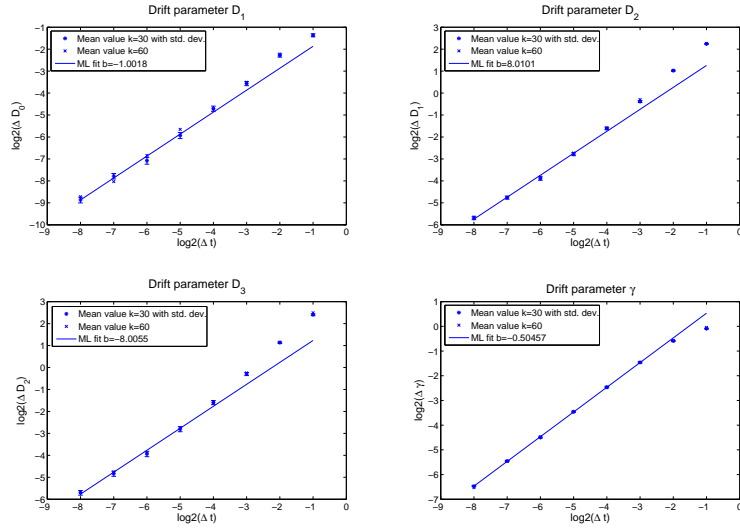 Drift parameter D₁
Mean value k=30 with std. dev.
Mean value k=60
ML fit b=−1.0018
log2(Δ D₀)
−1
−2
−3
−4
−5
−6
−7
−8
−9
−10
−9 −8 −7 −6 −5 −4 −3 −2 −1 0
log2(Δ t)
Drift parameter D₂
Mean value k=30 with std. dev.
Mean value k=60
ML fit b=8.0101
log2(Δ D₁)
3
2
1
0
−1
−2
−3
−4
−5
−6
−9 −8 −7 −6 −5 −4 −3 −2 −1 0
log2(Δ t)
Drift parameter D₃
Mean value k=30 with std. dev.
Mean value k=60
ML fit b=−8.0055
log2(Δ D₂)
3
2
1
0
−1
−2
−3
−4
−5
−6
−9 −8 −7 −6 −5 −4 −3 −2 −1 0
log2(Δ t)
Drift parameter γ
Mean value k=30 with std. dev.
Mean value k=60
ML fit b=−0.50457
log2(Δ γ)
1
0
−1
−2
−3
−4
−5
−6
−7
−9 −8 −7 −6 −5 −4 −3 −2 −1 0
log2(Δ t)